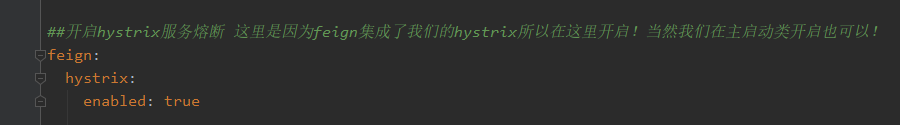 ##开启hystrix服务熔断 这里是因为feign集成了我们的hystrix所以在这里开启！当然我们在主启动类开启也可以！
feign:
hystrix:
enabled: true